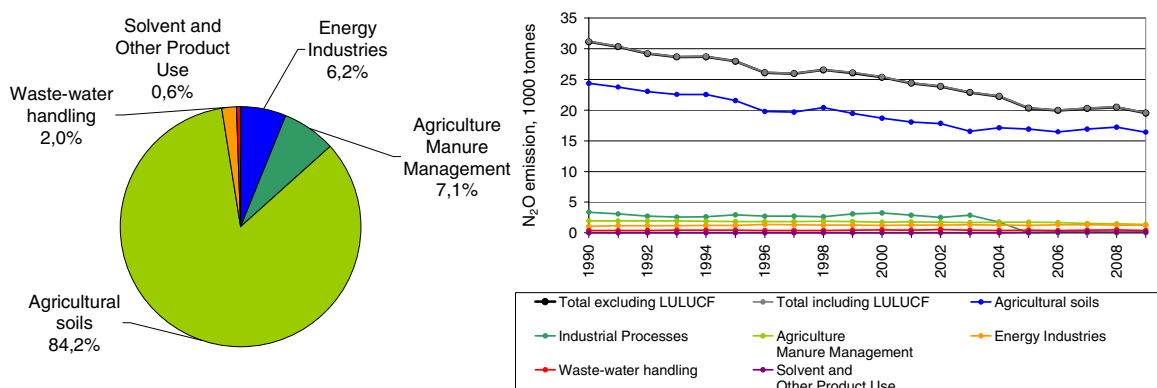 Solvent and
Other Product
Use
0,6%
Energy
Industries
6,2%
Waste-water
handling
2,0%
Agriculture
Manure
Management
7,1%
Agricultural
soils
84,2%
N₂O emission, 1000 tonnes
35
30
25
20
15
10
5
0
1990
1992
1994
1996
1998
2000
2002
2004
2006
2008
Total excluding LULUCF
Total including LULUCF
Agricultural soils
Industrial Processes
Agriculture
Manure Management
Energy Industries
Waste-water handling
Solvent and
Other Product Use